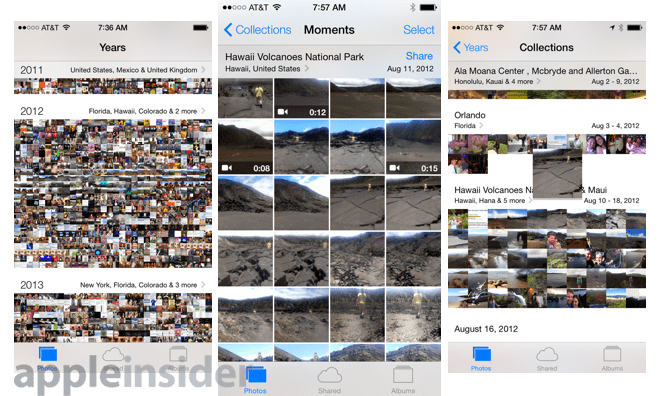 AT&T 7:36 AM
Years
2011
United States, Mexico & United Kingdom
2012
Florida, Hawaii, Colorado & 2 more
2013
New York, Florida, Colorado & 3 more
Photos Shared Albums
AT&T 7:57 AM
Collections Moments Select
Hawaii Volcanoes National Park Share
Hawaii, United States Aug 11, 2012
0:12
0:08 0:15
Photos Shared Albums
AT&T 7:57 AM
Years Collections
Ala Moana Center , Mcbryde and Allerton Ga...
Honolulu, Kauai & 4 more Aug 2 - 9, 2012
Orlando
Florida Aug 3 - 4, 2012
Hawaii Volcanoes & Maui
Hawaii, Hana & 5 more Aug 10 - 18, 2012
August 16, 2012
Photos Shared Albums
appleinsider